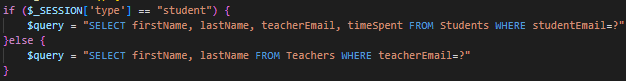 if ($_SESSION['type'] == "student") {
$query = "SELECT firstName, lastName, teacherEmail, timeSpent FROM Students WHERE studentEmail=?"
}else {
$query = "SELECT firstName, lastName FROM Teachers WHERE teacherEmail=?"
}